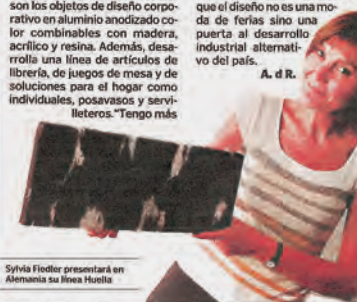 son los objetos de diseño corpo-
rativo en aluminio anodizado co-
lor combinables con madera,
acrílico y resina. Además, desa-
rrolla una línea de artículos de
librería, de juegos de mesa y de
soluciones para el hogar como
individuales, posavasos y servi-
lleteros. "Tengo más
que el diseño no es una mo-
da de ferias sino una
puerta al desarrollo
industrial alternati-
vo del país.
A. d R.
Sylvia Fiedler presentará en
Alemania su línea Huella